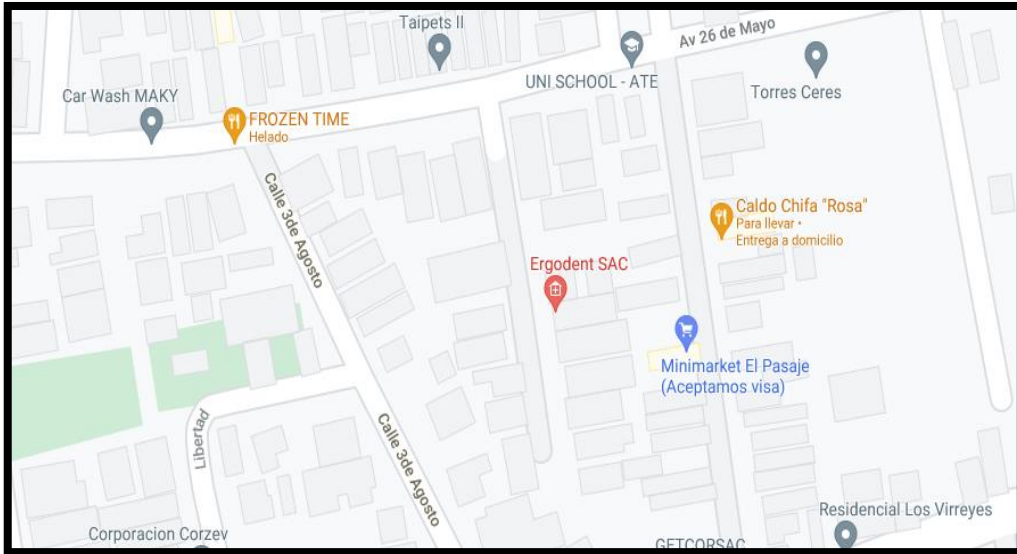 Taipets II
Av 26 de Mayo
UNI SCHOOL - ATE
Torres Ceres
Car Wash MAKY
FROZEN TIME
Helado
Calle 3de Agosto
Caldo Chifa "Rosa"
Para llevar •
Entrega a domicilio
Ergodent SAC
Minimarket El Pasaje
(Aceptamos visa)
Libertad
Calle 3de Agosto
Residencial Los Virreyes
Corporacion Corzev
GETCORSAC